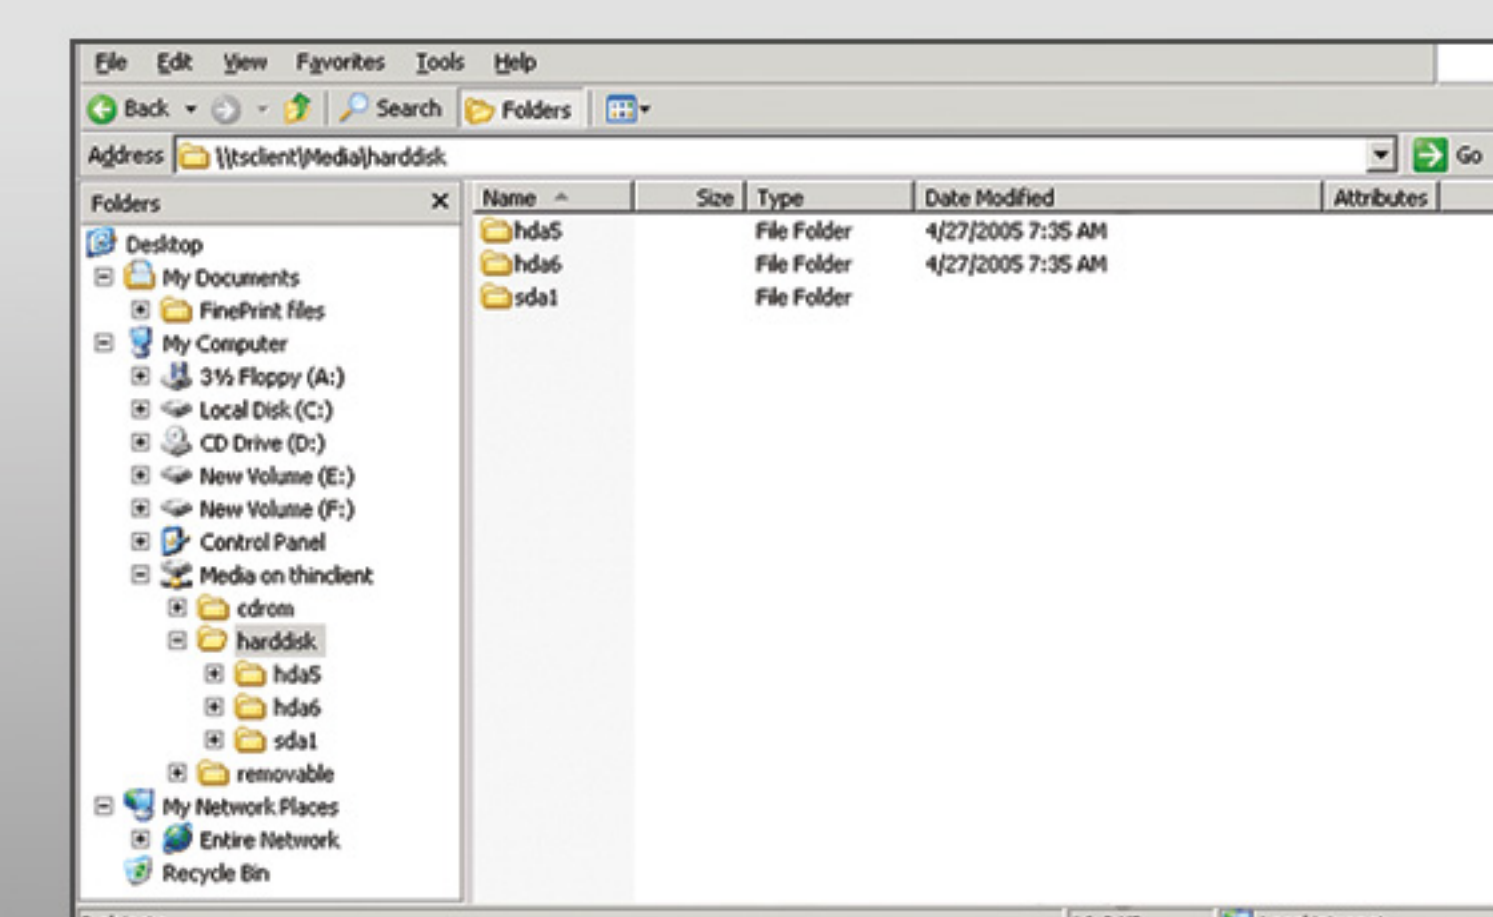 File Edit View Favorites Tools Help
Back Search Folders
Address \\tsclient\Media\harddisk Go
Folders
Desktop
My Documents
FinePrint files
My Computer
3½ Floppy (A:)
Local Disk (C:)
CD Drive (D:)
New Volume (E:)
New Volume (F:)
Control Panel
Media on thinclient
cdrom
harddisk
hda5
hda6
sda1
removable
My Network Places
Entire Network
Recycle Bin
Name Size Type Date Modified Attributes
hda5 File Folder 4/27/2005 7:35 AM
hda6 File Folder 4/27/2005 7:35 AM
sda1 File Folder